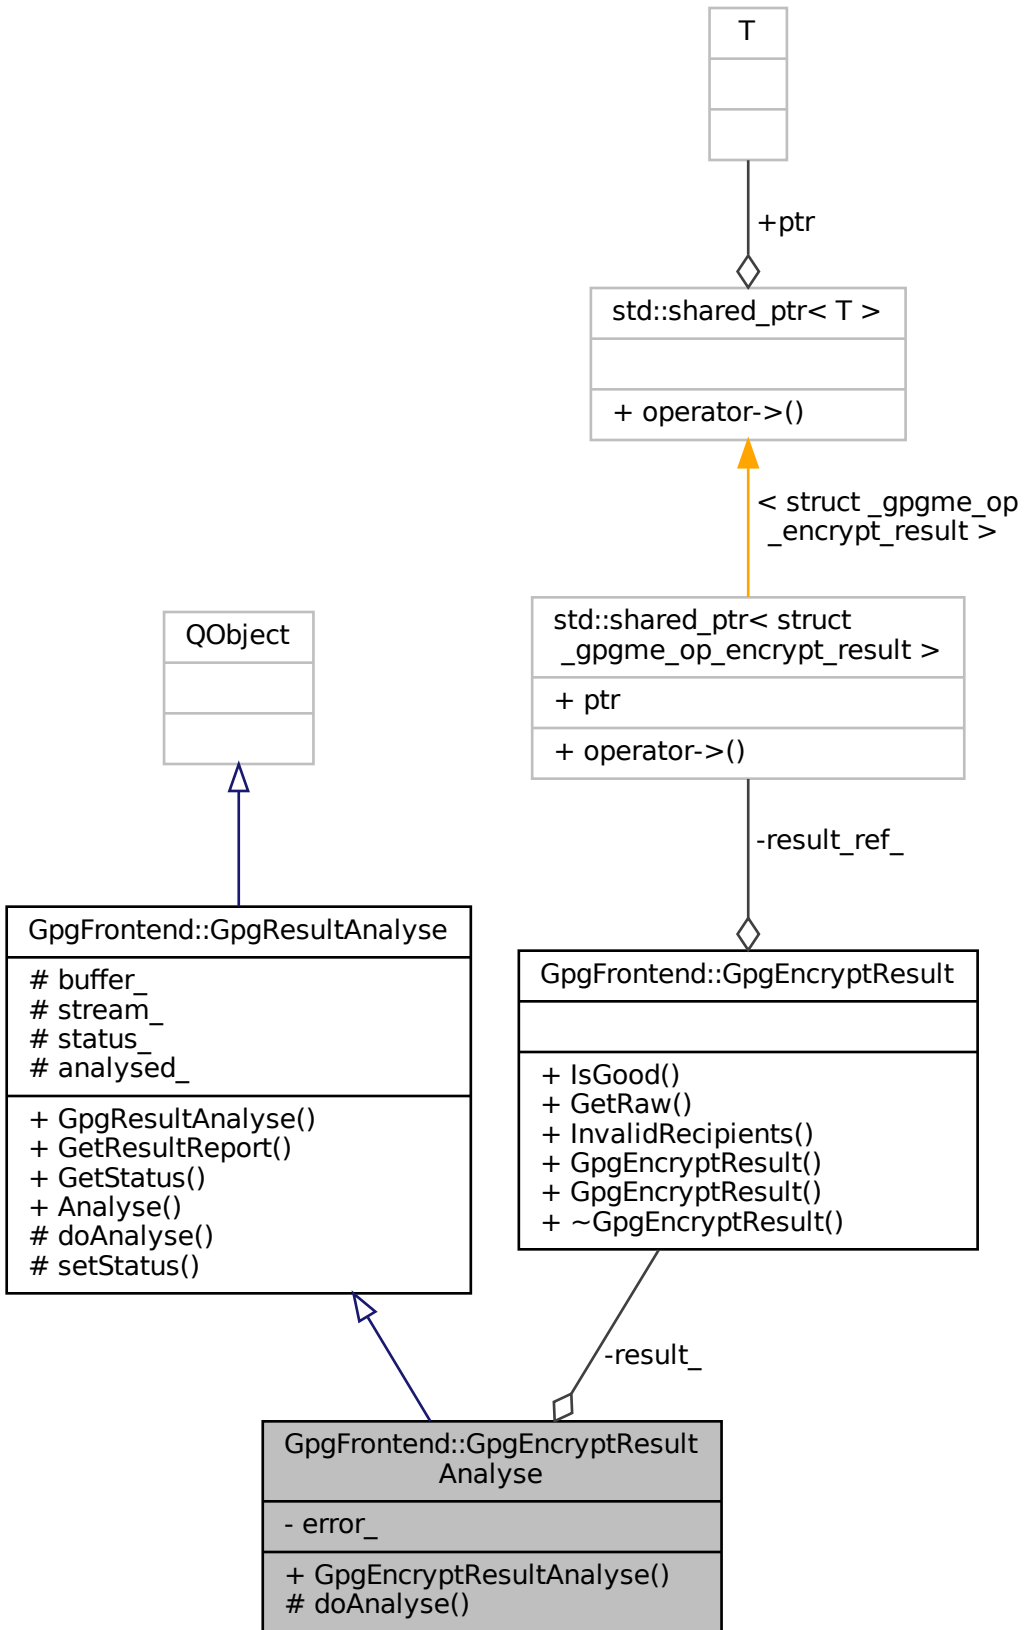 T
+ptr
std::shared_ptr< T >
+ operator->()
< struct _gpgme_op
_encrypt_result >
std::shared_ptr< struct
_gpgme_op_encrypt_result >
+ ptr
+ operator->()
QObject
-result_ref_
GpgFrontend::GpgResultAnalyse
# buffer_
# stream_
# status_
# analysed_
+ GpgResultAnalyse()
+ GetResultReport()
+ GetStatus()
+ Analyse()
# doAnalyse()
# setStatus()
GpgFrontend::GpgEncryptResult
+ IsGood()
+ GetRaw()
+ InvalidRecipients()
+ GpgEncryptResult()
+ GpgEncryptResult()
+ ~GpgEncryptResult()
-result_
GpgFrontend::GpgEncryptResult
Analyse
- error_
+ GpgEncryptResultAnalyse()
# doAnalyse()